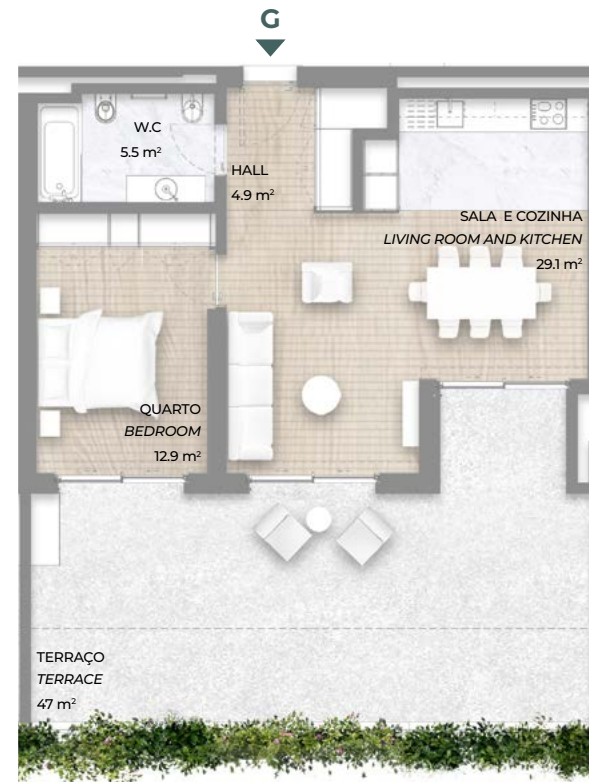 G
W.C
5.5 m²
HALL
4.9 m²
SALA E COZINHA
LIVING ROOM AND KITCHEN
29.1 m²
QUARTO
BEDROOM
12.9 m²
TERRAÇO
TERRACE
47 m²